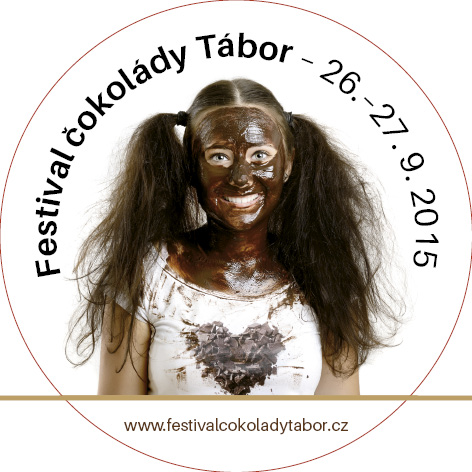 Festival čokolády Tábor – 26.-27. 9. 2015
www.festivalcokoladytabor.cz